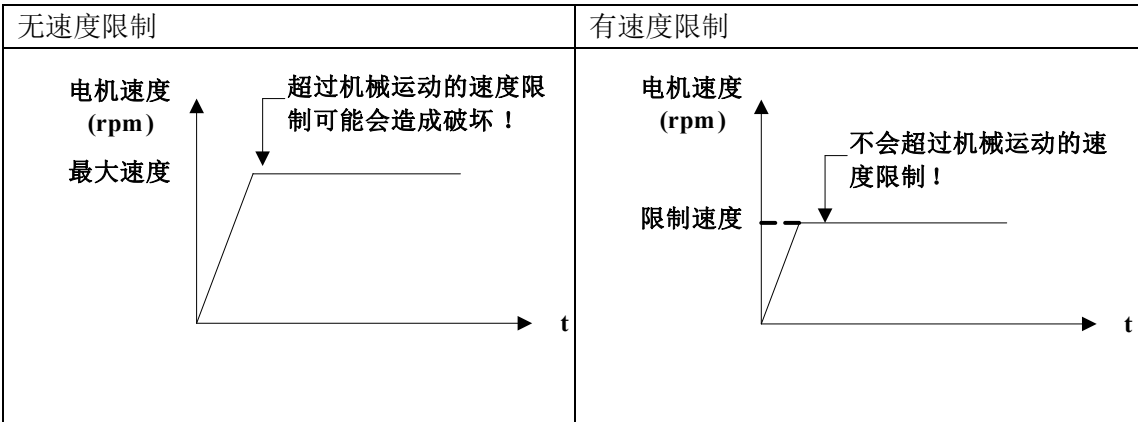 无速度限制
有速度限制
电机速度
(rpm)
超过机械运动的速度限
制可能会造成破坏！
最大速度
t
电机速度
(rpm)
不会超过机械运动的速
度限制！
限制速度
t